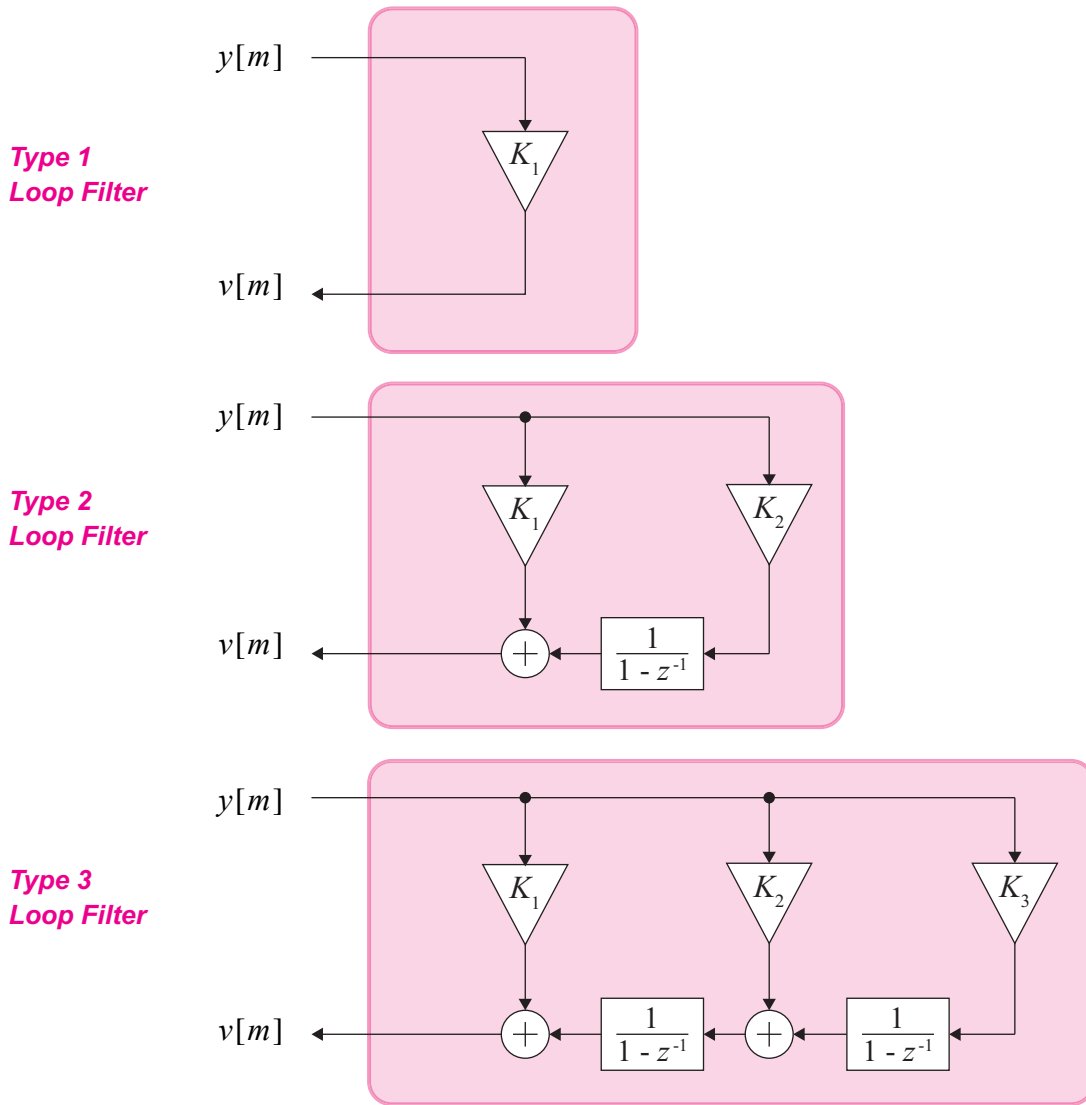 y[m]
Type 1
Loop Filter
K1
v[m]
y[m]
Type 2
Loop Filter
K1
K2
v[m]
+
1
1 - z-1
y[m]
Type 3
Loop Filter
K1
K2
K3
v[m]
+
1
1 - z-1
+
1
1 - z-1